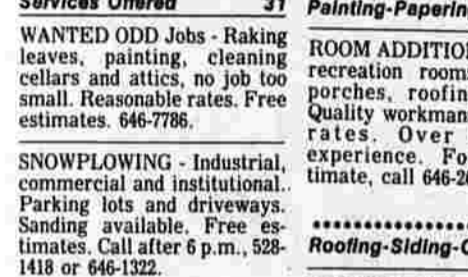 Services Offered 31
WANTED ODD Jobs - Raking
leaves, painting, cleaning
cellars and attics, no job too
small. Reasonable rates. Free
estimates. 646-7786.
SNOWPLOWING - Industrial,
commercial and institutional..
Parking lots and driveways.
Sanding available. Free es-
timates. Call after 6 p.m., 528-
1418 or 646-1322.
Painting-Paperin
ROOM ADDITIO
recreation room
porches, roofin
Quality workman
rates. Over
experience. Fo
timate, call 646-2
Roofing-Siding-C